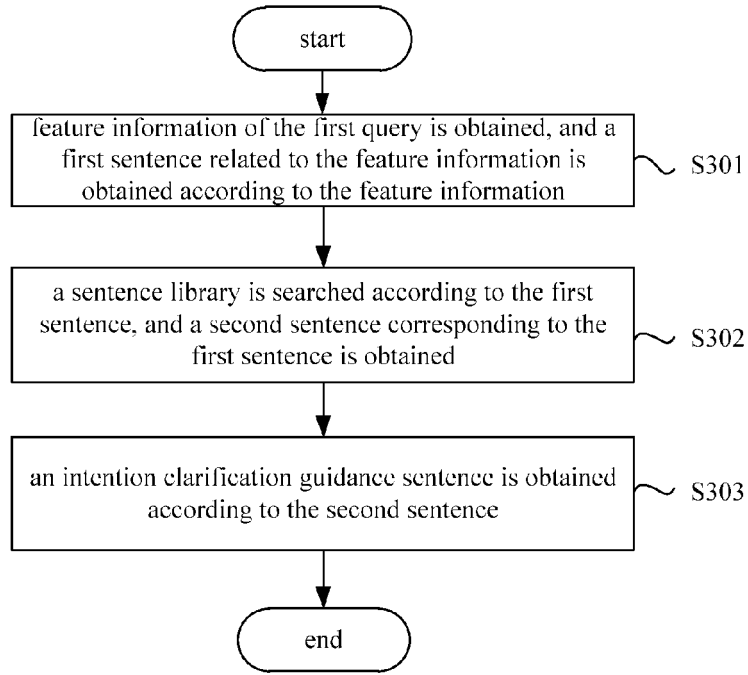 start
feature information of the first query is obtained, and a
first sentence related to the feature information is
obtained according to the feature information
S301
a sentence library is searched according to the first
sentence, and a second sentence corresponding to the
first sentence is obtained
S302
an intention clarification guidance sentence is obtained
according to the second sentence
S303
end